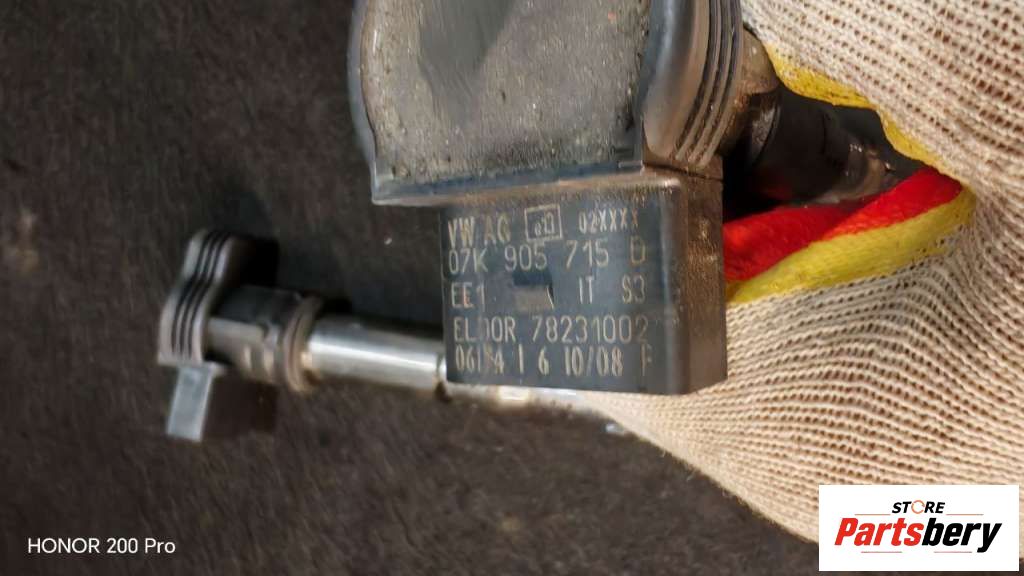 VW AG 02XXXX
07K 905 715 D
EE1 IT S3
ELDOR 78231002
1 6 10/08 F
HONOR 200 Pro
STORE
Partsbery